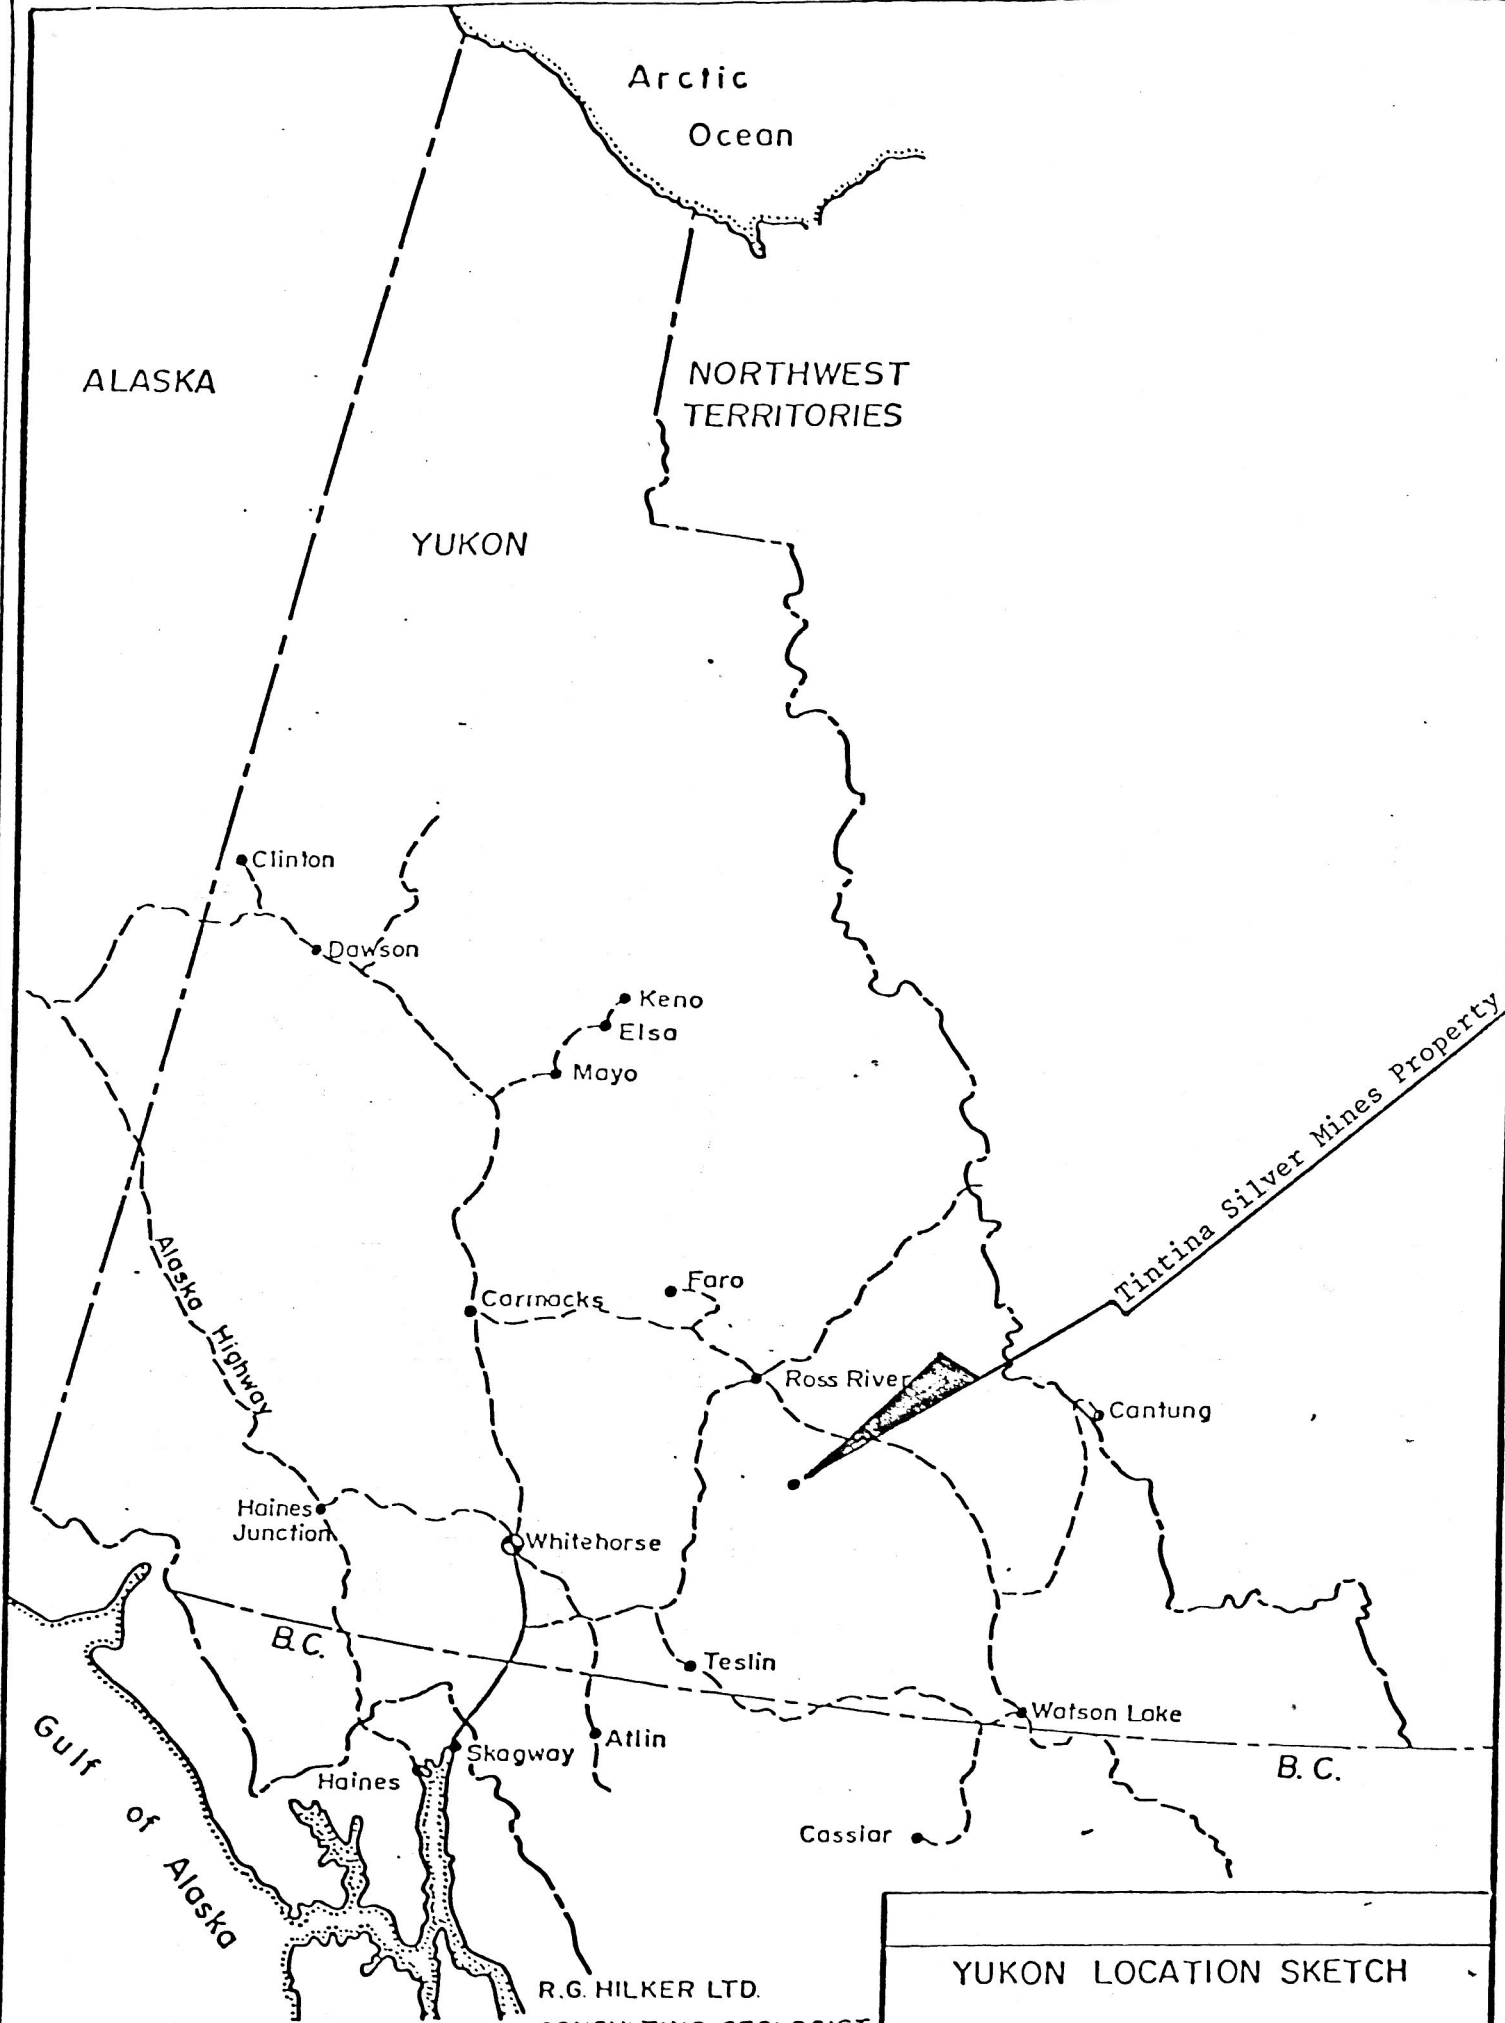 Arctic
Ocean
ALASKA
NORTHWEST
TERRITORIES
YUKON
Clinton
Dawson
Keno
Elsa
Mayo
Tintina Silver Mines Property
Alaska Highway
Faro
Carmacks
Ross River
Cantung
Haines
Junction
Whitehorse
B.C.
Teslin
Watson Lake
Atlin
Skagway
B.C.
Haines
Gulf of Alaska
Cassiar
R.G. HILKER LTD.
CONSULTING GEOLOGIST
YUKON LOCATION SKETCH